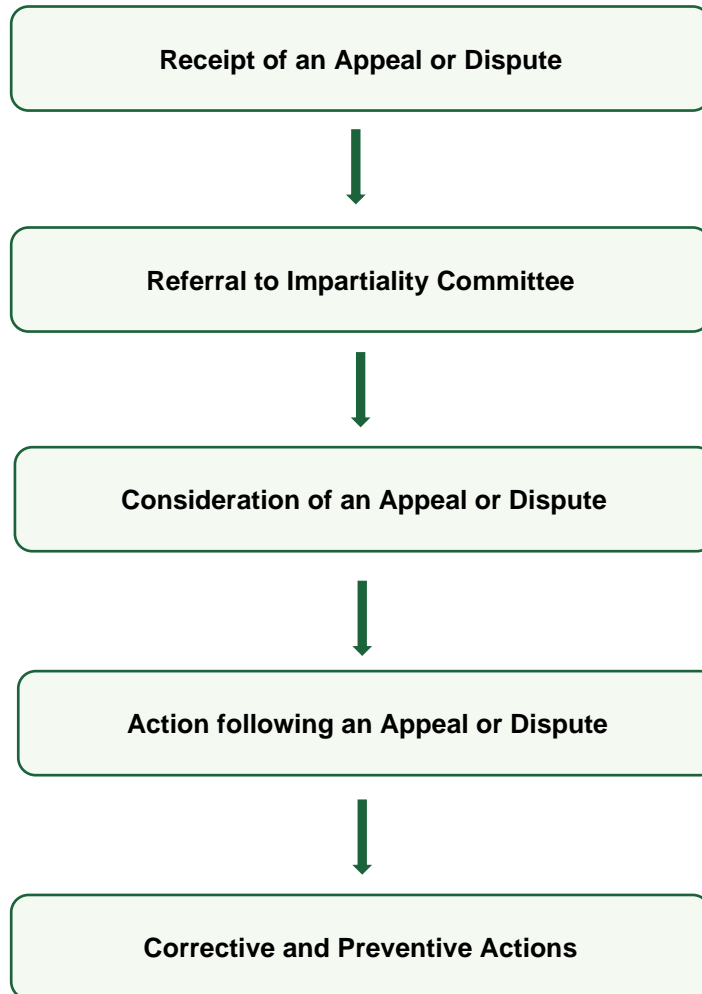 Receipt of an Appeal or Dispute
Referral to Impartiality Committee
Consideration of an Appeal or Dispute
Action following an Appeal or Dispute
Corrective and Preventive Actions